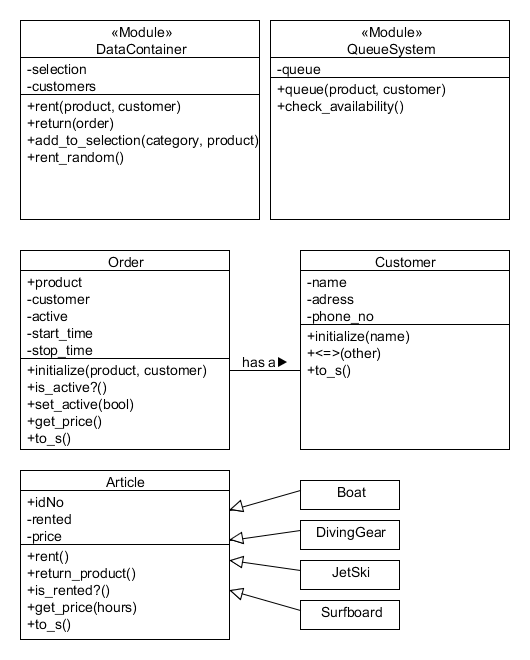 «Module»
DataContainer
-selection
-customers
+rent(product, customer)
+return(order)
+add_to_selection(category, product)
+rent_random()
«Module»
QueueSystem
-queue
+queue(product, customer)
+check_availability()
Order
+product
-customer
-active
-start_time
-stop_time
+initialize(product, customer)
+is_active?()
+set_active(bool)
+get_price()
+to_s()
has a
Customer
-name
-adress
-phone_no
+initialize(name)
+<=>(other)
+to_s()
Article
+idNo
-rented
-price
+rent()
+return_product()
+is_rented?()
+get_price(hours)
+to_s()
Boat
DivingGear
JetSki
Surfboard